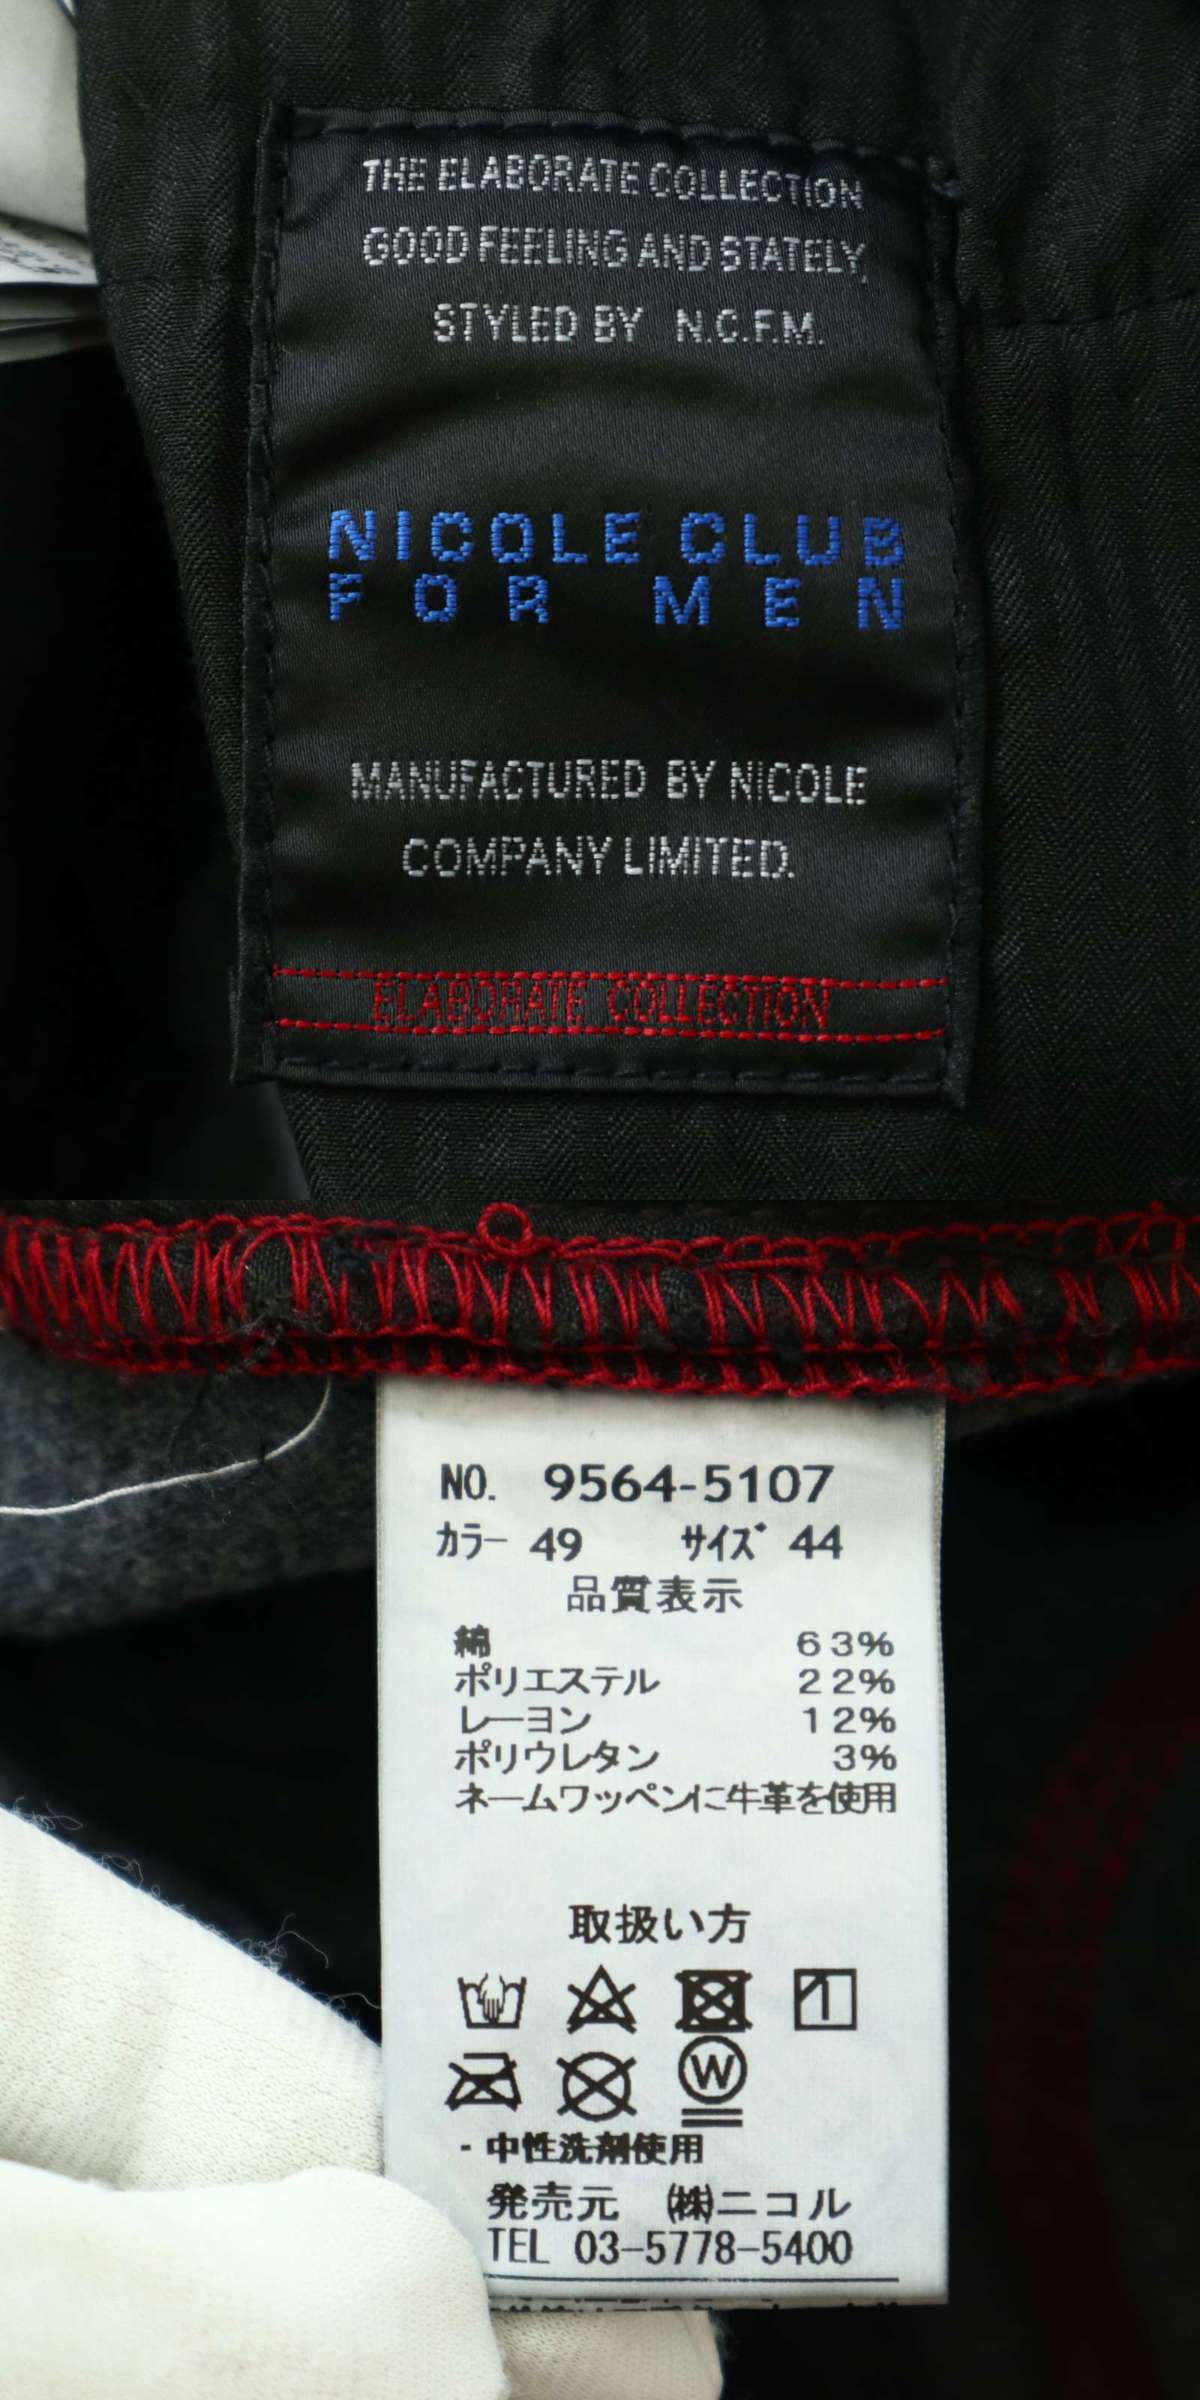 THE ELABORATE COLLECTION
GOOD FEELING AND STATELY,
STYLED BY N.C.F.M.
NICOLE CLUB
FOR MEN
MANUFACTURED BY NICOLE
COMPANY LIMITED.
ELABORATE COLLECTION
NO. 9564-5107
ｶﾗｰ 49 ｻｲｽﾞ 44
品質表示
綿 63%
ポリエステル 22%
レーヨン 12%
ポリウレタン 3%
ネームワッペンに牛革を使用
取扱い方
W
・中性洗剤使用
発売元 ㈱ニコル
TEL 03-5778-5400